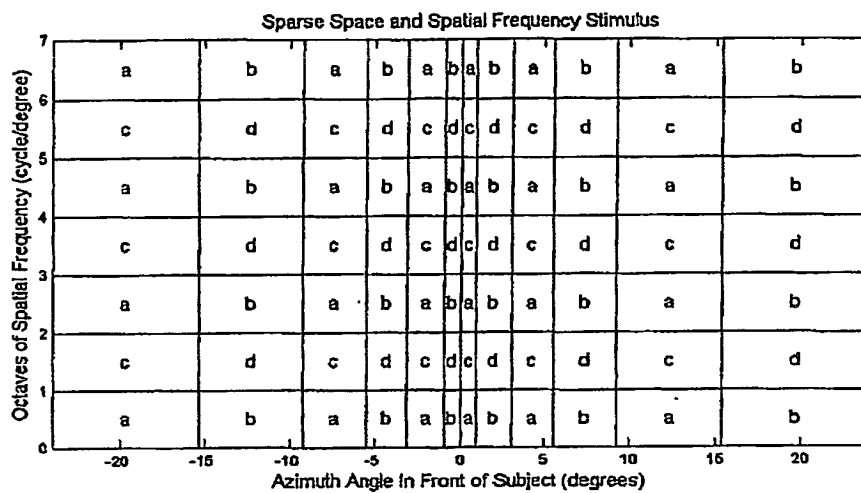 Sparse Space and Spatial Frequency Stimulus
Octaves of Spatial Frequency (cycle/degree)
7
a b a b a b a b a b a b
6
c d c d c d c d c d c d
5
a b a b a b a b a b a b
4
c d c d c d c d c d c d
3
a b a b a b a b a b a b
2
c d c d c d c d c d c d
1
a b a b a b a b a b a b
0
-20 -15 -10 -5 0 5 10 15 20
Azimuth Angle In Front of Subject (degrees)